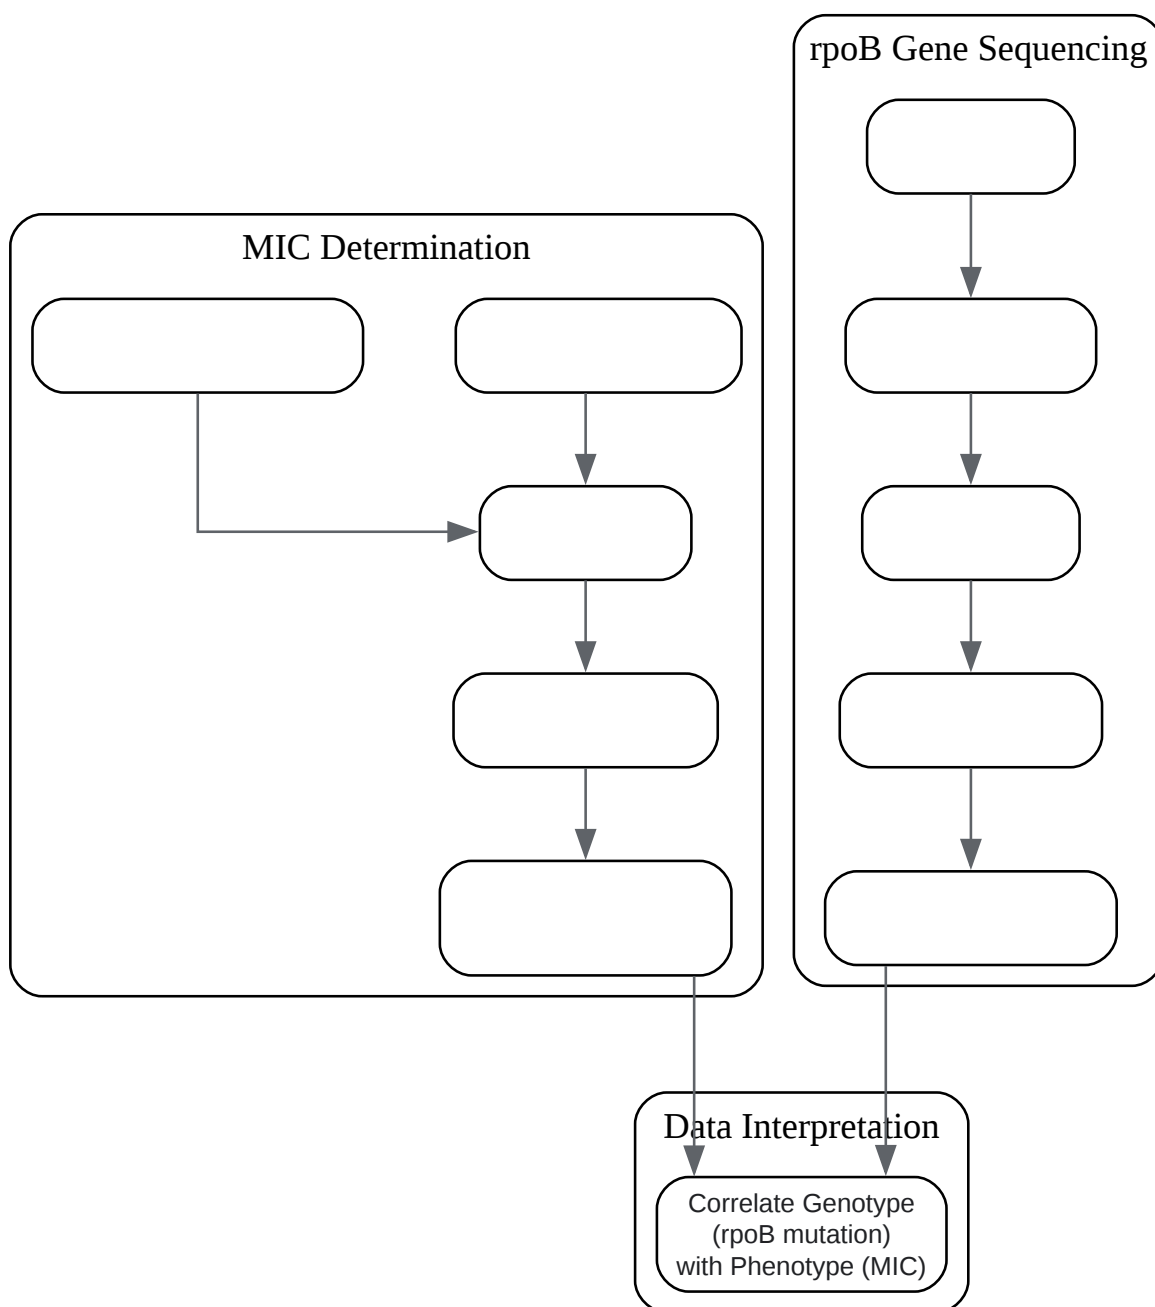 rpoB Gene Sequencing
MIC Determination
Data Interpretation
Correlate Genotype
(rpoB mutation)
with Phenotype (MIC)